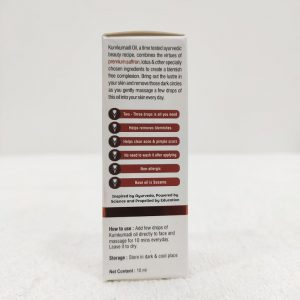 Kumkumadi Oil, a time tested ayurvedic
beauty recipe, combines the virtues of
premium saffron, lotus & other specially
chosen ingredients to create a blemish
free complexion. Bring out the lustre in
your skin and remove those dark circles
as you gently massage a few drops of
this oil into your skin every day.
Two - Three drops is all you need
Helps removes blemishes
Helps clear acne & pimple scars
No need to wash it after applying
Non allergic
Base oil is Sesame
Inspired by Ayurveda, Powered by
Science and Propelled by Education
How to use : Add few drops of
Kumkumadi oil directly to face and
massage for 10 mins everyday.
Leave it to dry.
Storage : Store in dark & cool place
Net Content : 10 ml